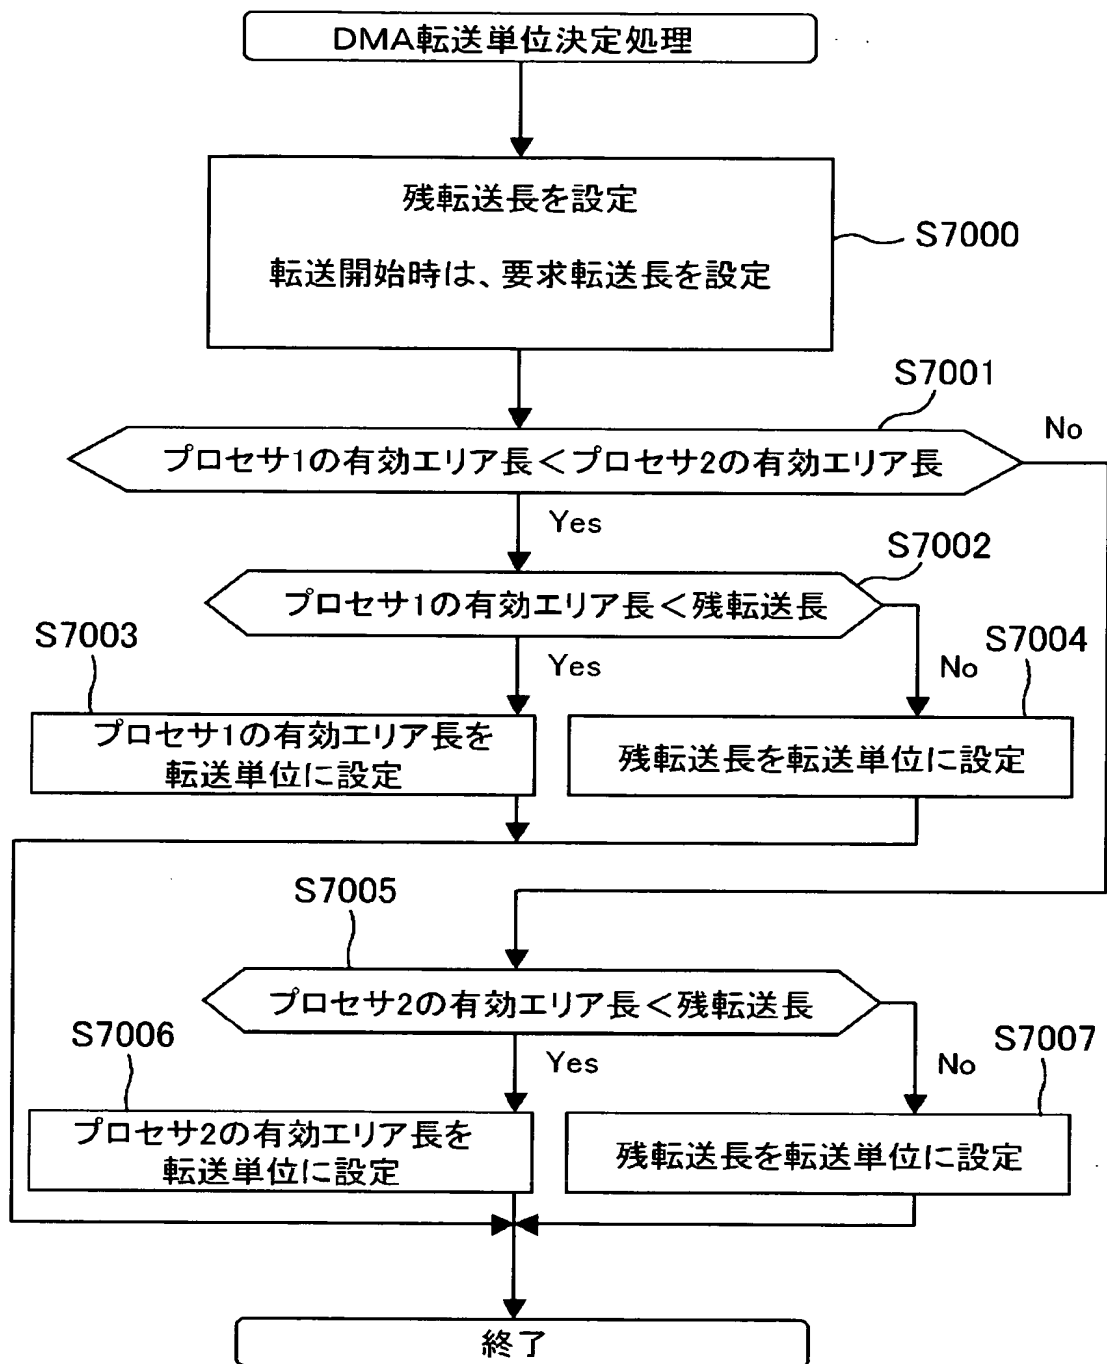 DMA転送単位決定処理
残転送長を設定
転送開始時は、要求転送長を設定
S7000
S7001
プロセサ1の有効エリア長<プロセサ2の有効エリア長
No
Yes
S7002
プロセサ1の有効エリア長<残転送長
S7003
Yes
No
S7004
プロセサ1の有効エリア長を
転送単位に設定
残転送長を転送単位に設定
S7005
プロセサ2の有効エリア長<残転送長
S7006
Yes
No
S7007
プロセサ2の有効エリア長を
転送単位に設定
残転送長を転送単位に設定
終了